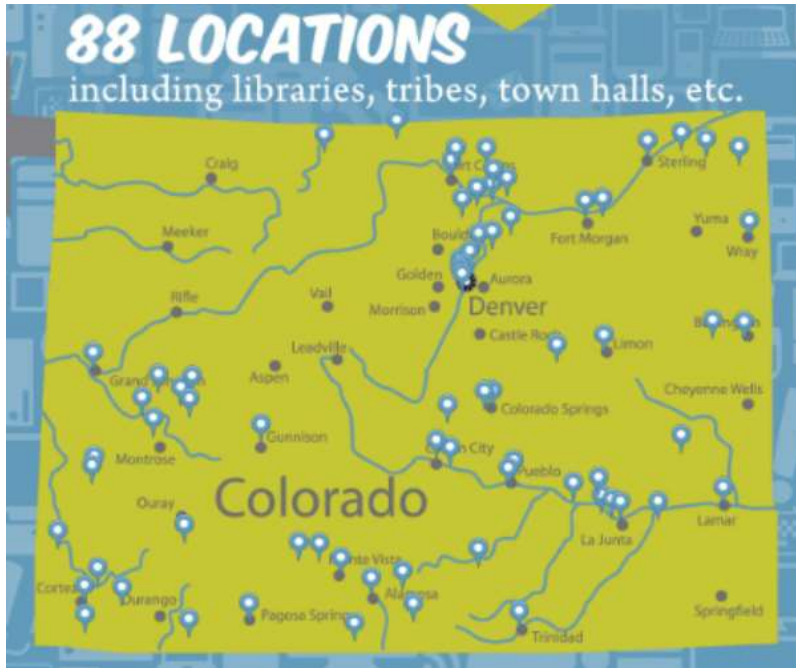 88 LOCATIONS
including libraries, tribes, town halls, etc.
Craig
Sterling
Meeker
Fort Morgan
Yuma
Wray
Golden
Aurora
Rifle
Vail
Morrison
Denver
Castle Rock
Limon
Leadville
Aspen
Cheyenne Wells
Colorado Springs
Gunnison
Montrose
Pueblo
Colorado
Ouray
Lamar
La Junta
Durango
Pagosa Springs
Springfield
Trinidad